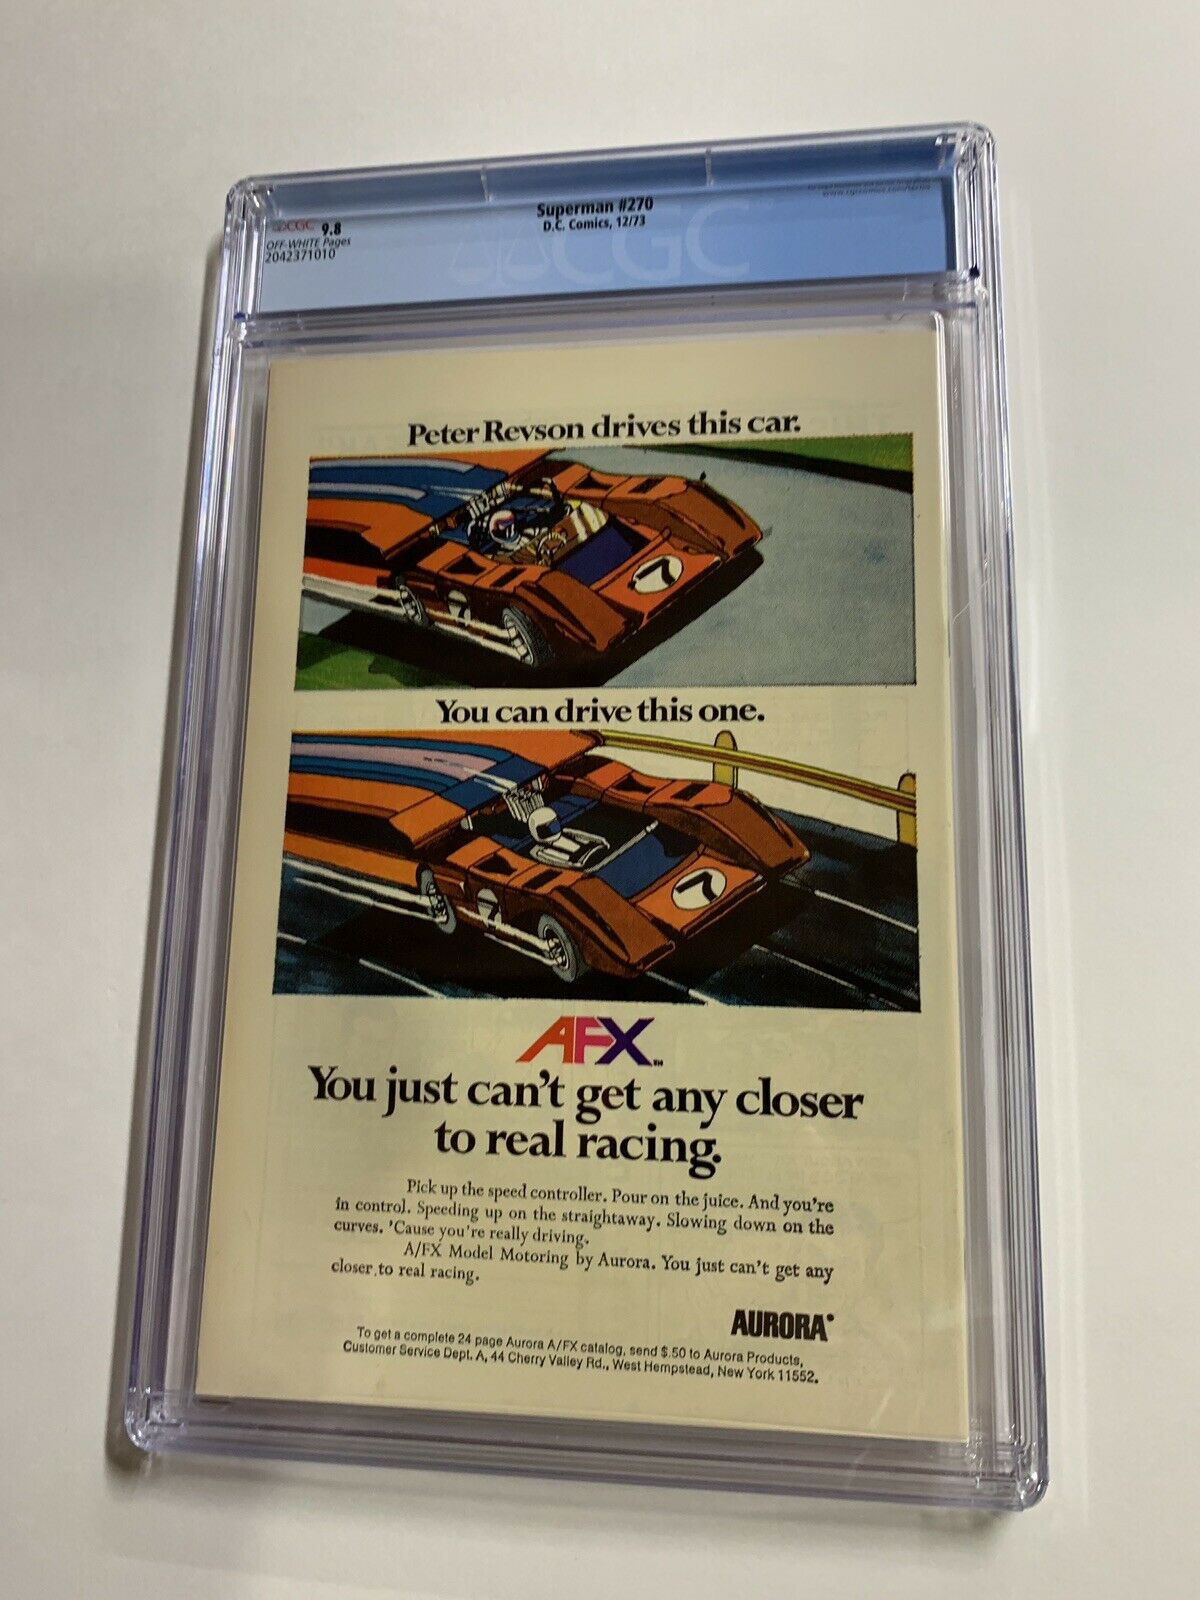 Superman #270
D.C. Comics, 12/73
CGC 9.8
OFF-WHITE Pages
2042371010
CGC
Peter Revson drives this car.
7
7
You can drive this one.
7
7
AFX™
You just can't get any closer
to real racing.
Pick up the speed controller. Pour on the juice. And you're
in control. Speeding up on the straightaway. Slowing down on the
curves. 'Cause you're really driving.
A/FX Model Motoring by Aurora. You just can't get any
closer to real racing.
AURORA®
To get a complete 24 page Aurora A/FX catalog, send $.50 to Aurora Products,
Customer Service Dept. A, 44 Cherry Valley Rd., West Hempstead, New York 11552.